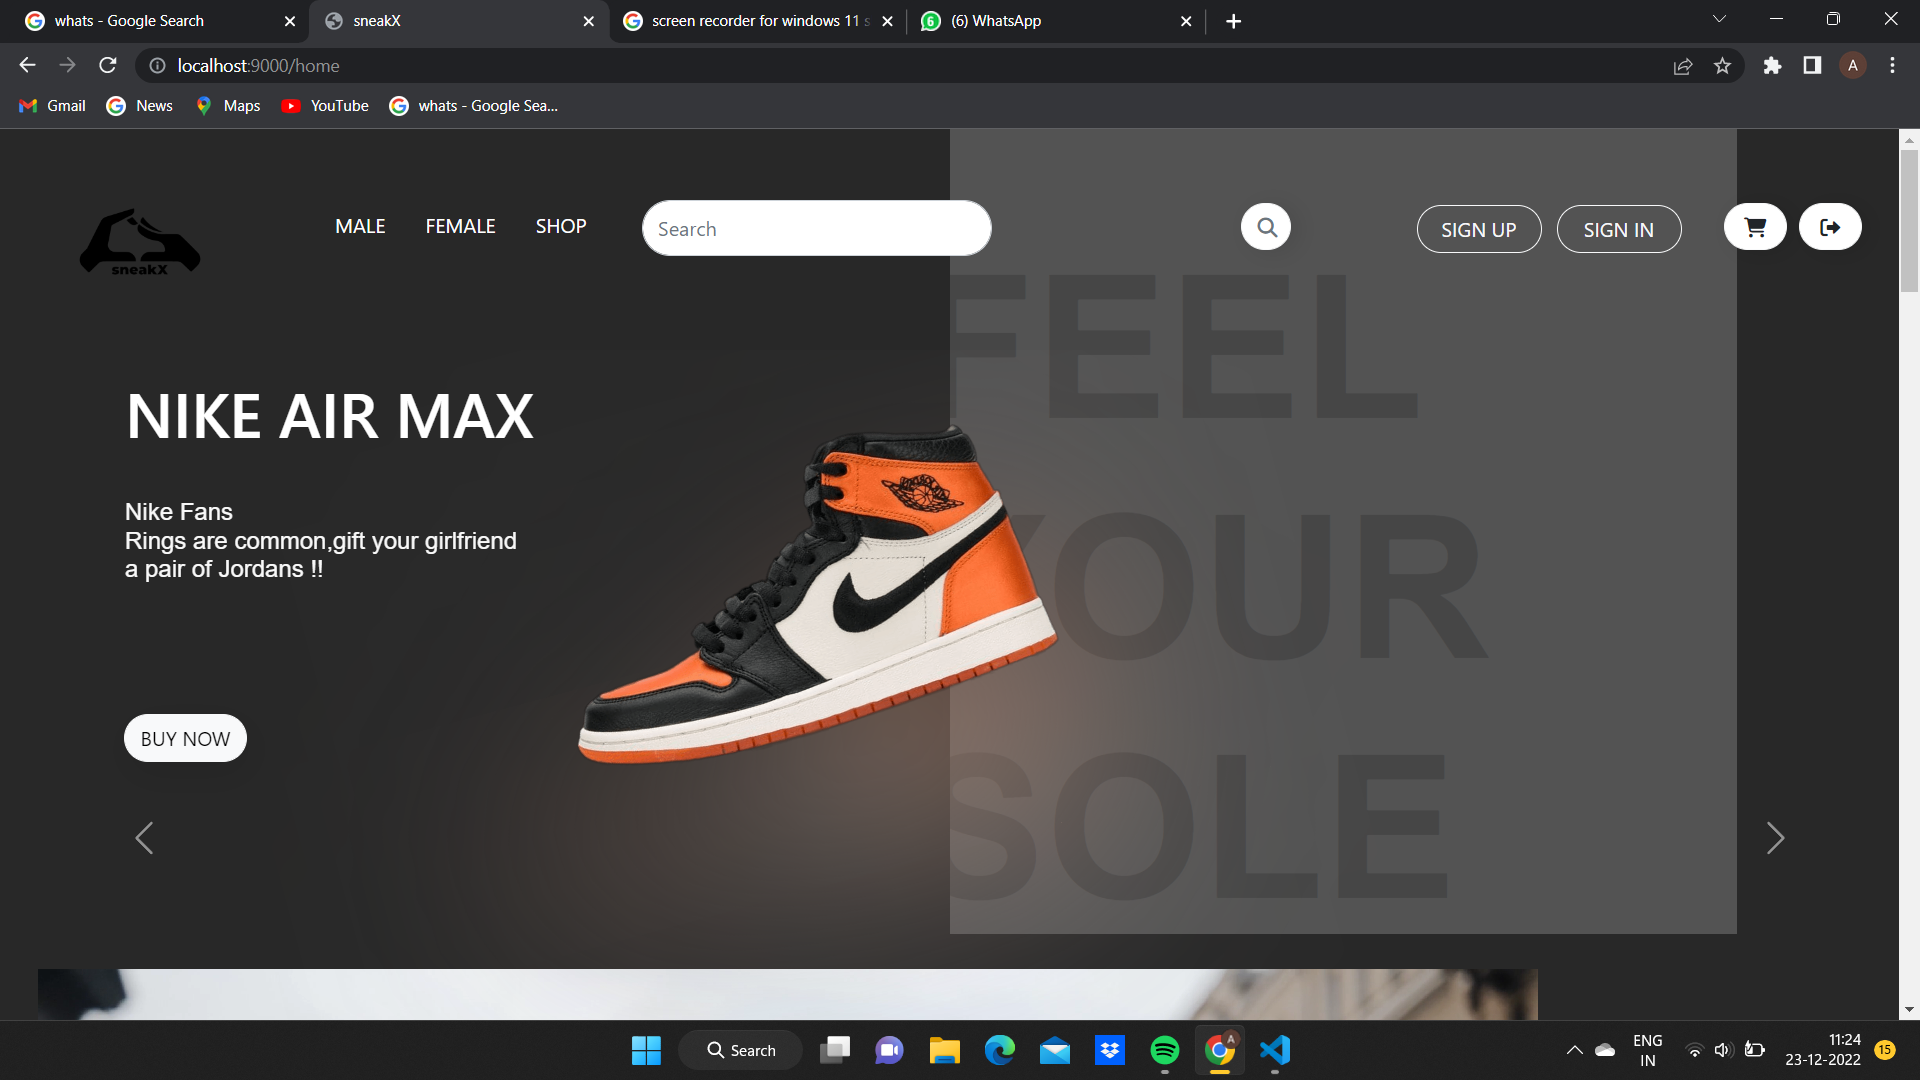 whats - Google Search
sneakX
screen recorder for windows 11 s
(6) WhatsApp
localhost:9000/home
A
Gmail
News
Maps
YouTube
whats - Google Sea...
sneakX
MALE
FEMALE
SHOP
Search
SIGN UP
SIGN IN
FEEL
YOUR
SOLE
NIKE AIR MAX
Nike Fans
Rings are common,gift your girlfriend
a pair of Jordans !!
BUY NOW
Search
A
ENG
IN
11:24
23-12-2022
15